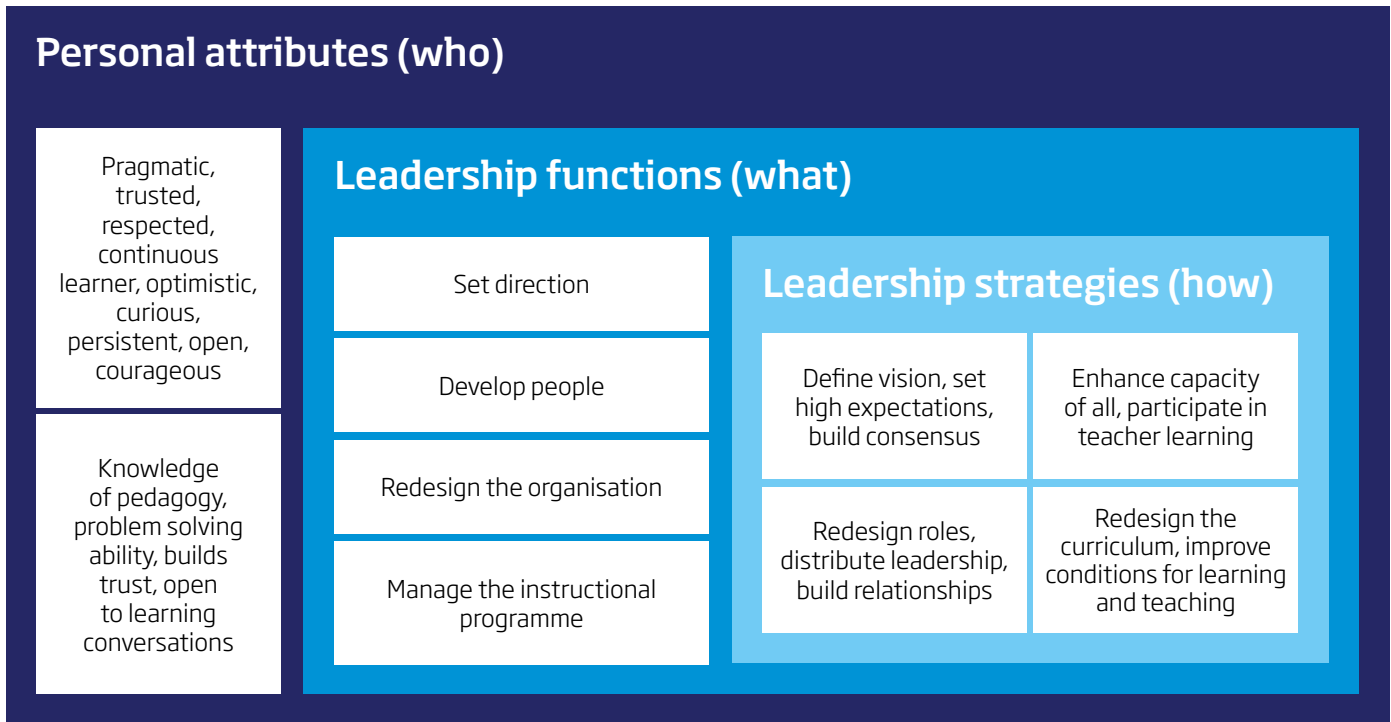 Personal attributes (who)
Pragmatic,
trusted,
respected,
continuous
learner, optimistic,
curious,
persistent, open,
courageous
Knowledge
of pedagogy,
problem solving
ability, builds
trust, open
to learning
conversations
Leadership functions (what)
Set direction
Develop people
Redesign the organisation
Manage the instructional
programme
Leadership strategies (how)
Define vision, set
high expectations,
build consensus
Enhance capacity
of all, participate in
teacher learning
Redesign roles,
distribute leadership,
build relationships
Redesign the
curriculum, improve
conditions for learning
and teaching